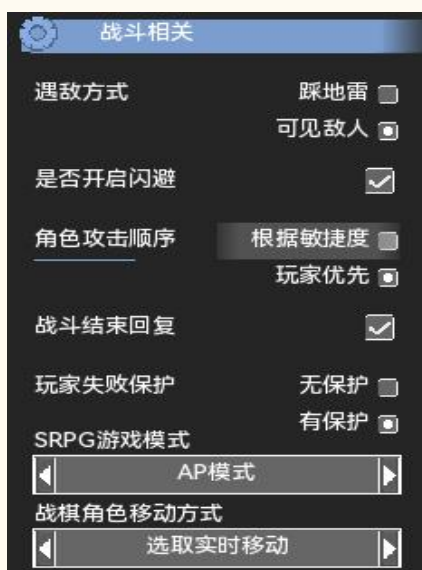 战斗相关
遇敌方式 踩地雷
可见敌人
是否开启闪避
角色攻击顺序 根据敏捷度
玩家优先
战斗结束回复
玩家失败保护 无保护
有保护
SRPG游戏模式
AP模式
战棋角色移动方式
选取实时移动